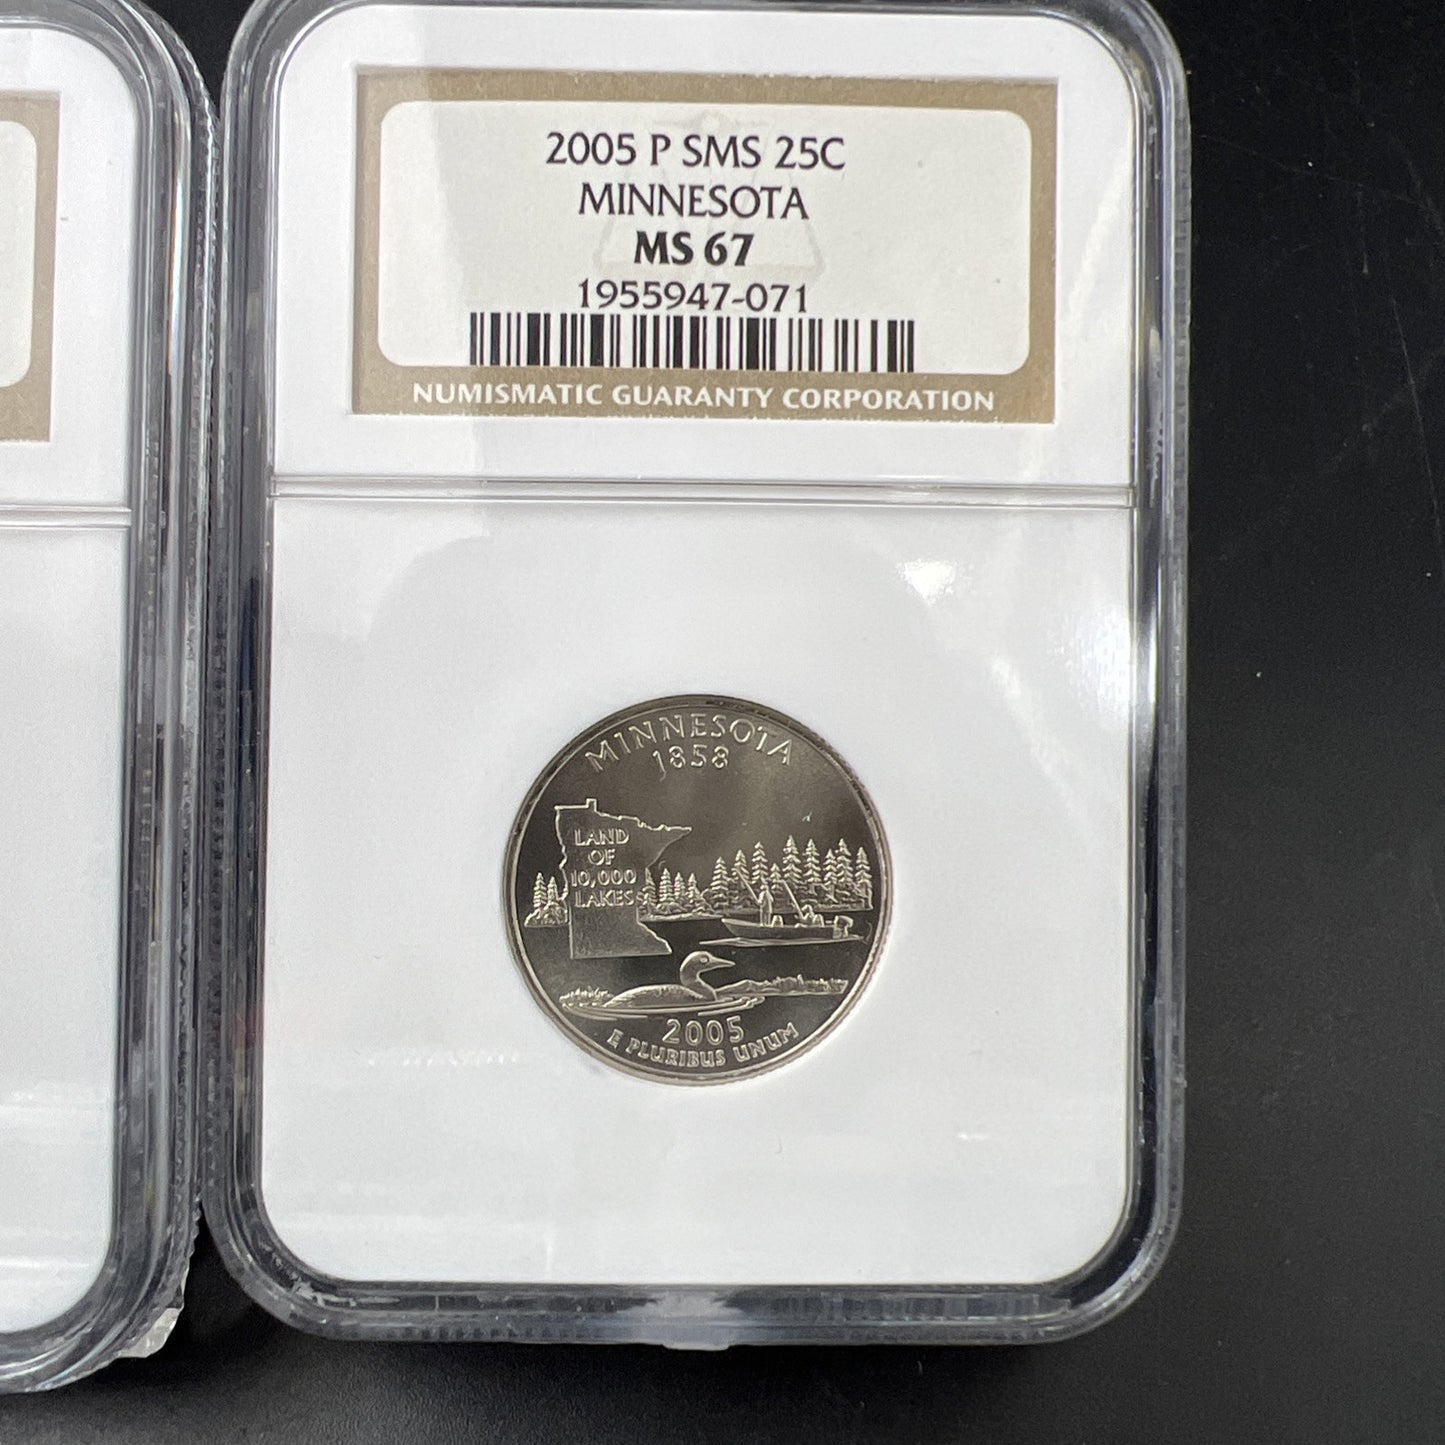 2005 P SMS 25C
MINNESOTA
MS 67
1955947-071
NUMISMATIC GUARANTY CORPORATION
MINNESOTA
1858
LAND
OF
10,000
LAKES
2005
E PLURIBUS UNUM